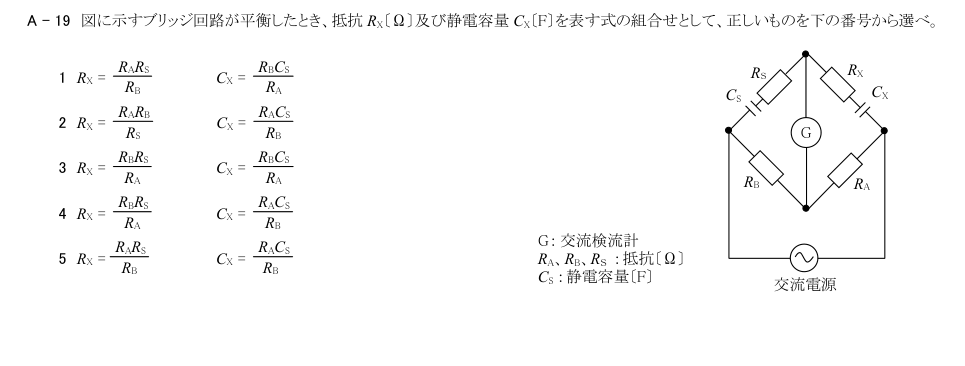 A - 19 図に示すブリッジ回路が平衡したとき、抵抗 RX〔Ω〕及び静電容量 CX〔F〕を表す式の組合せとして、正しいものを下の番号から選べ。
1 RX = RARS/RB CX = RBCS/RA
2 RX = RARB/RS CX = RACS/RB
3 RX = RBRS/RA CX = RBCS/RA
4 RX = RBRS/RA CX = RACS/RB
5 RX = RARS/RB CX = RACS/RB
RS
RX
CS
CX
G
RB
RA
G : 交流検流計
RA、RB、RS : 抵抗〔Ω〕
CS : 静電容量〔F〕
交流電源